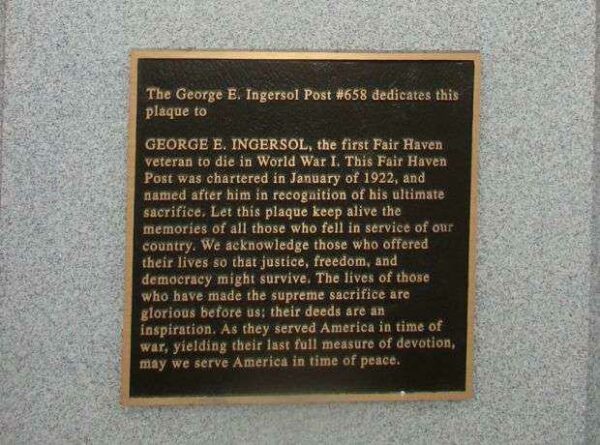 The George E. Ingersol Post #658 dedicates this
plaque to
GEORGE E. INGERSOL, the first Fair Haven
veteran to die in World War I. This Fair Haven
Post was chartered in January of 1922, and
named after him in recognition of his ultimate
sacrifice. Let this plaque keep alive the
memories of all those who fell in service of our
country. We acknowledge those who offered
their lives so that justice, freedom, and
democracy might survive. The lives of those
who have made the supreme sacrifice are
glorious before us; their deeds are an
inspiration. As they served America in time of
war, yielding their last full measure of devotion,
may we serve America in time of peace.